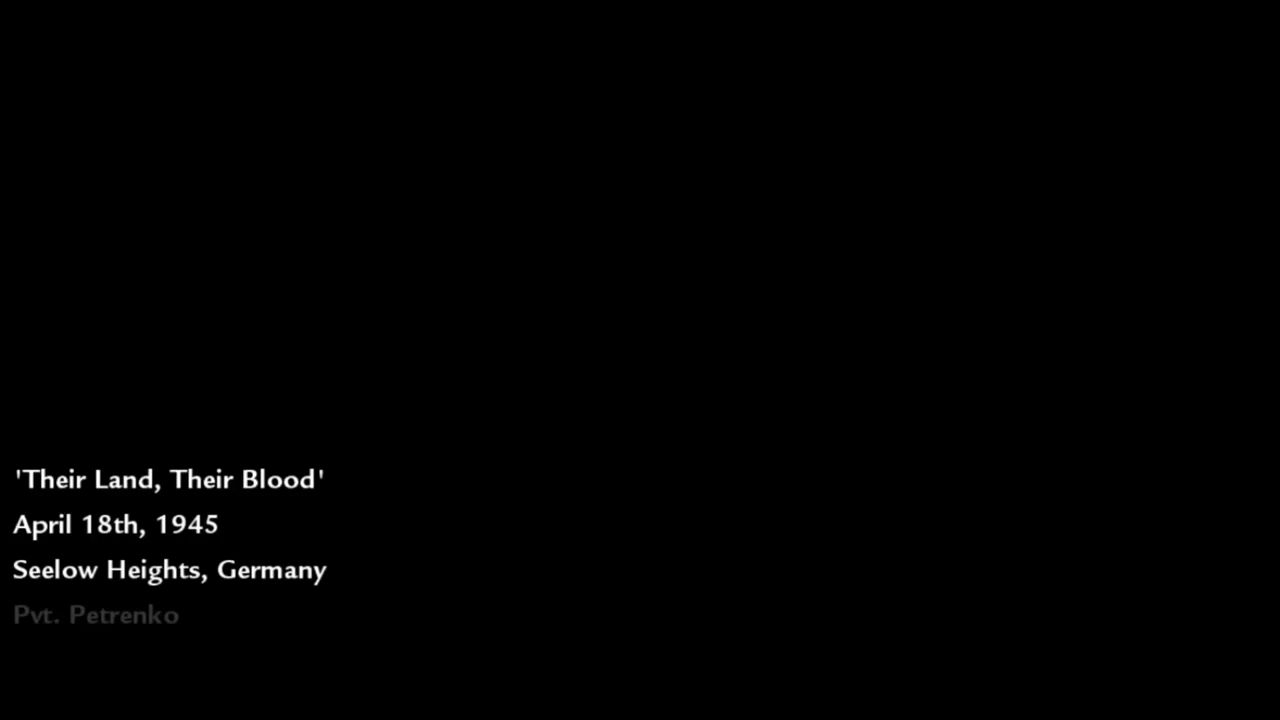 'Their Land, Their Blood'
April 18th, 1945
Seelow Heights, Germany
Pvt. Petrenko